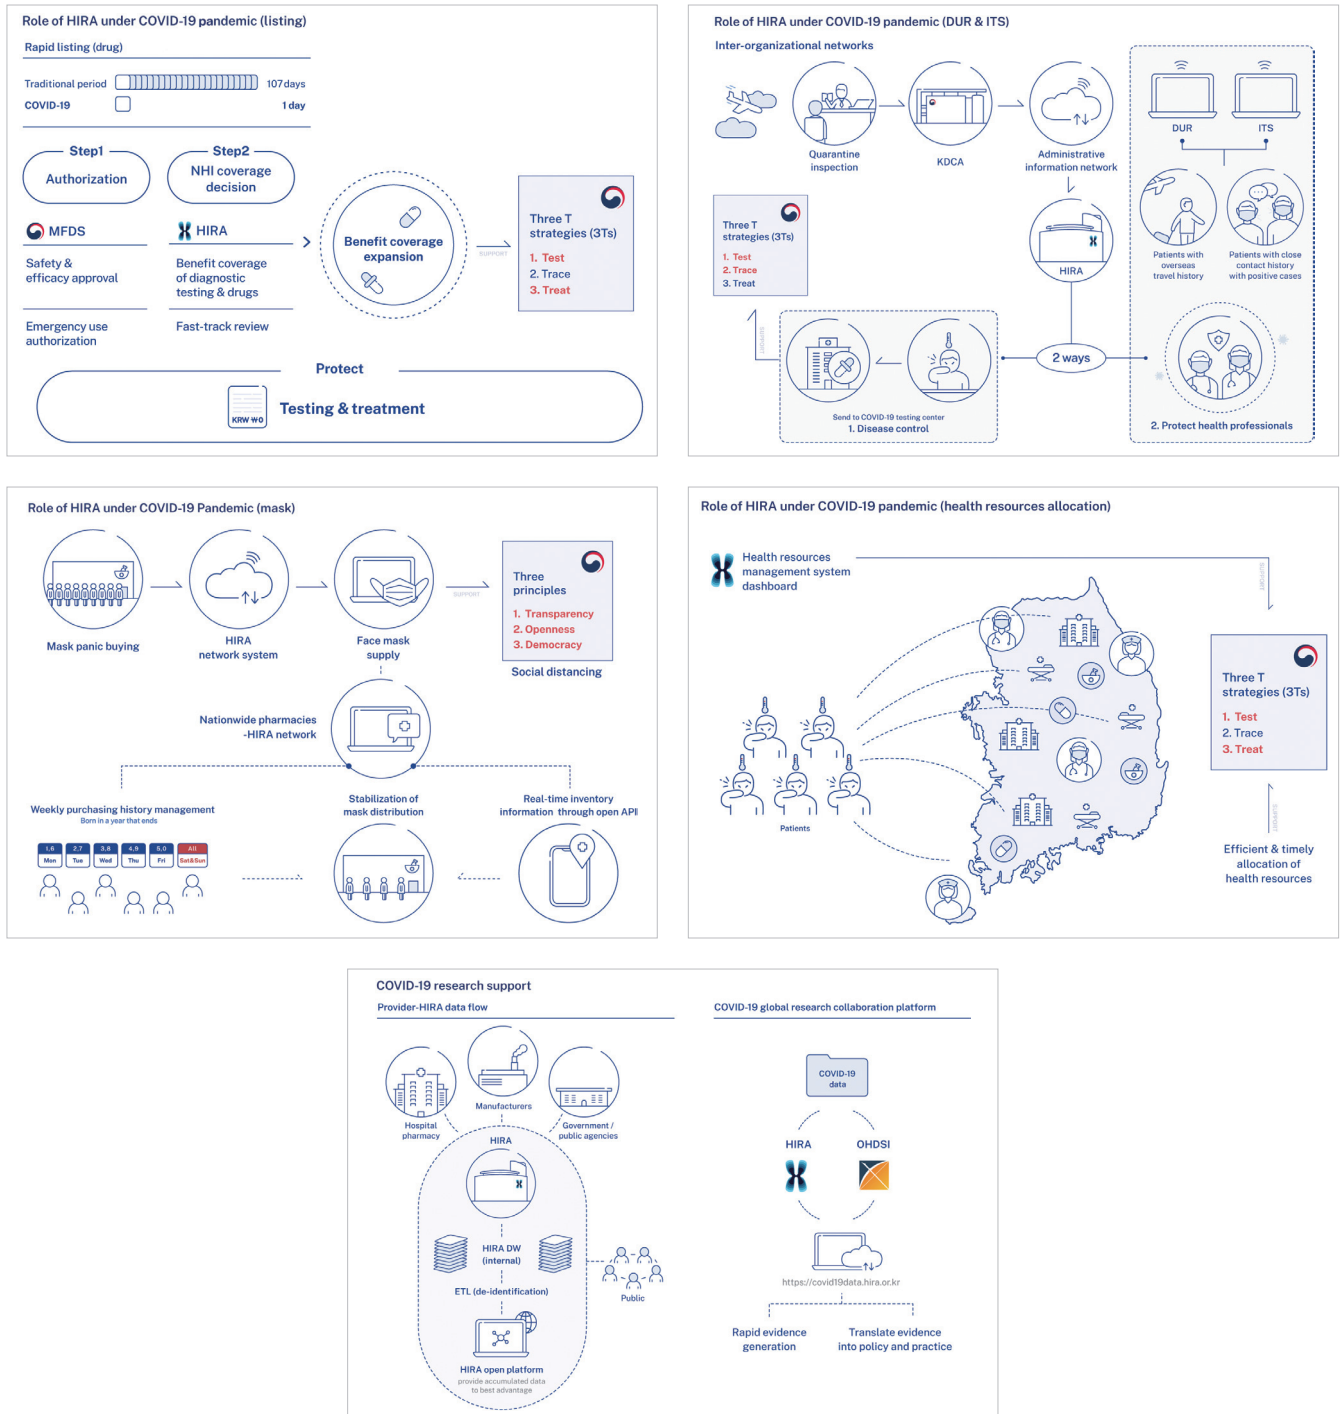 Role of HIRA under COVID-19 pandemic (listing)
Rapid listing (drug)
Traditional period
107 days
COVID-19
1 day
Step1
Authorization
Step2
NHI coverage
decision
MFDS
Safety &
efficacy approval
Emergency use
authorization
HIRA
Benefit coverage
of diagnostic
testing & drugs
Fast-track review
Benefit coverage
expansion
SUPPORT
Three T
strategies (3Ts)
1. Test
2. Trace
3. Treat
Protect
KRW ₩0
Testing & treatment
Role of HIRA under COVID-19 pandemic (DUR & ITS)
Inter-organizational networks
Quarantine
inspection
KDCA
Administrative
information network
HIRA
DUR
ITS
Patients with
overseas
travel history
Patients with close
contact history
with positive cases
Three T
strategies (3Ts)
1. Test
2. Trace
3. Treat
SUPPORT
2 ways
Send to COVID-19 testing center
1. Disease control
2. Protect health professionals
Role of HIRA under COVID-19 Pandemic (mask)
Mask panic buying
HIRA
network system
Face mask
supply
SUPPORT
Three
principles
1. Transparency
2. Openness
3. Democracy
Social distancing
Nationwide pharmacies
-HIRA network
Weekly purchasing history management
Born in a year that ends
1,6
Mon
2,7
Tue
3,8
Wed
4,9
Thu
5,0
Fri
All
Sat&Sun
Stabilization of
mask distribution
Real-time inventory
information through open API
Role of HIRA under COVID-19 pandemic (health resources allocation)
Health resources
management system
dashboard
SUPPORT
Patients
Three T
strategies (3Ts)
1. Test
2. Trace
3. Treat
SUPPORT
Efficient & timely
allocation of
health resources
COVID-19 research support
Provider-HIRA data flow
Hospital
pharmacy
Manufacturers
Government /
public agencies
HIRA
HIRA DW
(internal)
ETL (de-identification)
Public
HIRA open platform
provide accumulated data
to best advantage
COVID-19 global research collaboration platform
COVID-19
data
HIRA
OHDSI
https://covid19data.hira.or.kr
Rapid evidence
generation
Translate evidence
into policy and practice